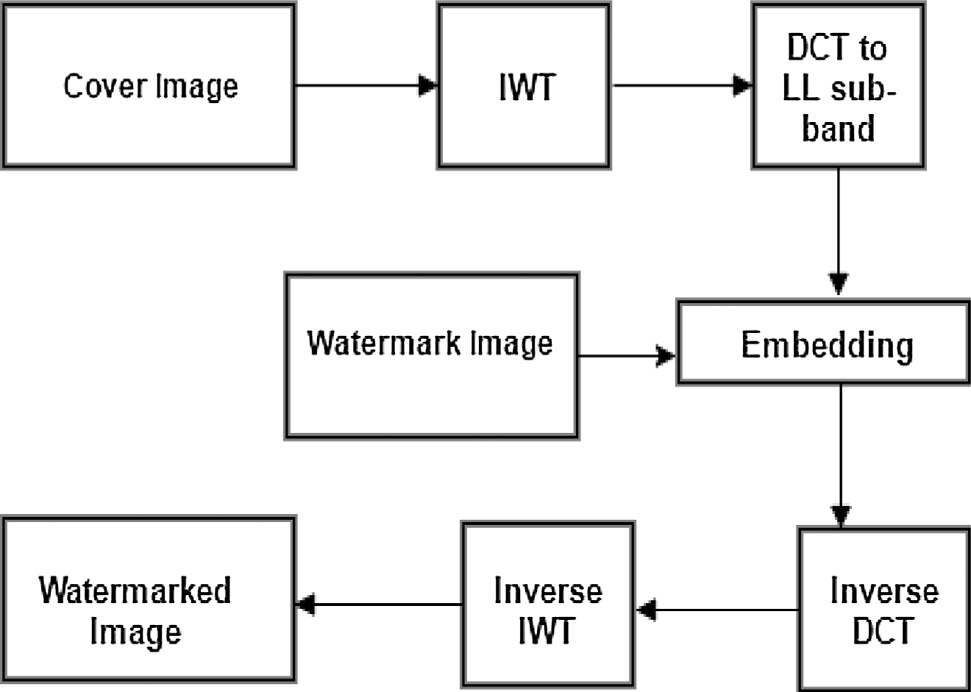 Cover Image
IWT
DCT to
LL sub-
band
Watermark Image
Embedding
Watermarked
Image
Inverse
IWT
Inverse
DCT